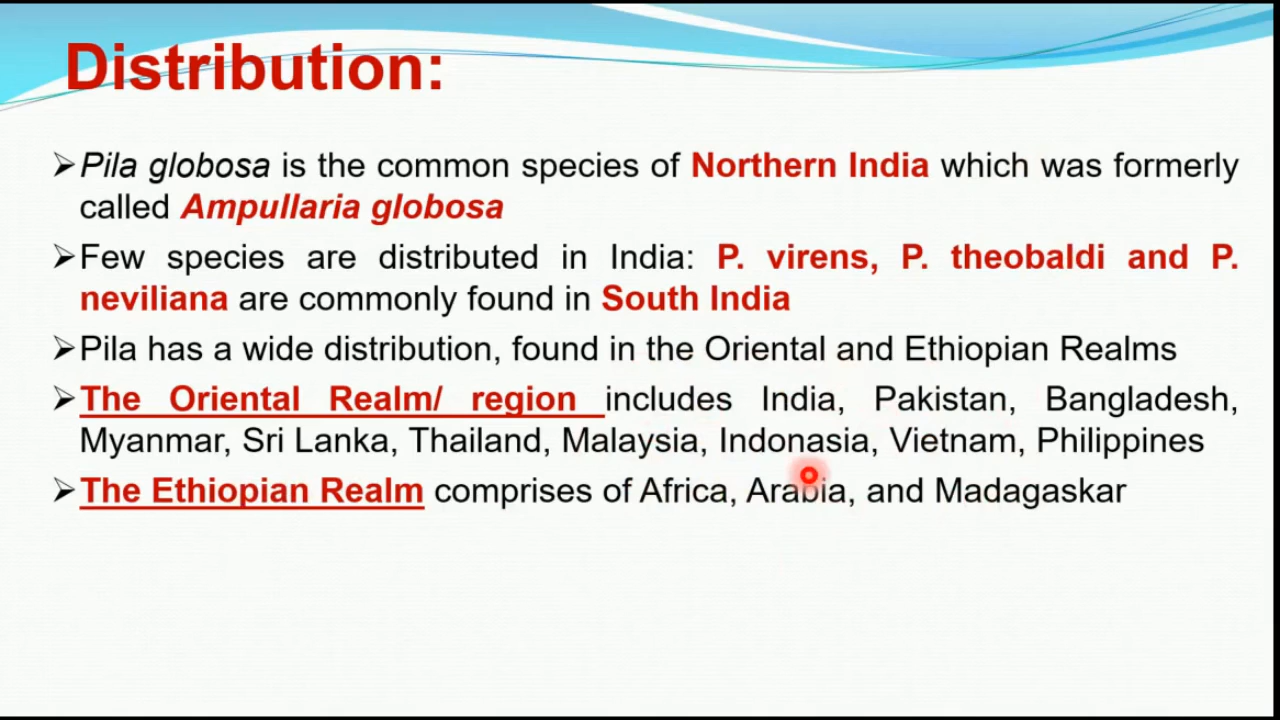 Distribution:
➢Pila globosa is the common species of Northern India which was formerly
called Ampullaria globosa
➢Few species are distributed in India: P. virens, P. theobaldi and P.
neviliana are commonly found in South India
➢Pila has a wide distribution, found in the Oriental and Ethiopian Realms
➢The Oriental Realm/ region includes India, Pakistan, Bangladesh,
Myanmar, Sri Lanka, Thailand, Malaysia, Indonasia, Vietnam, Philippines
➢The Ethiopian Realm comprises of Africa, Arabia, and Madagaskar